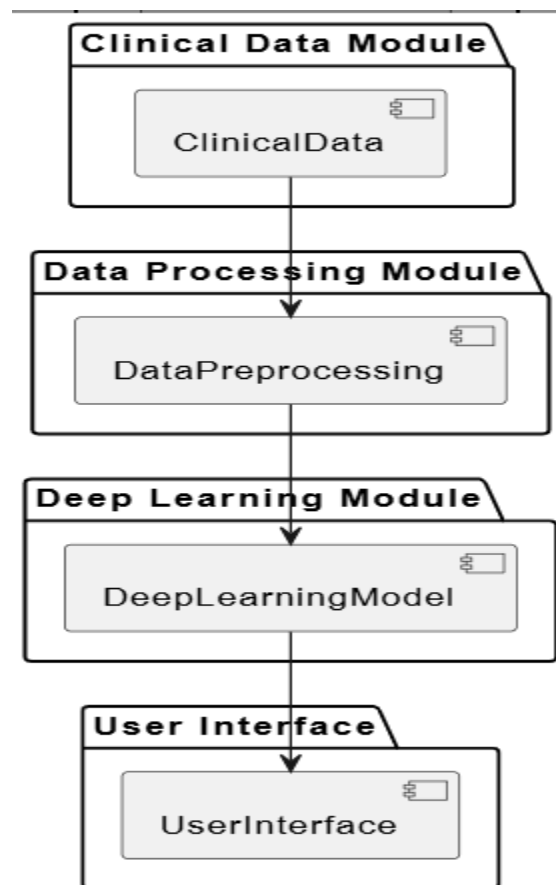 Clinical Data Module
ClinicalData
Data Processing Module
DataPreprocessing
Deep Learning Module
DeepLearningModel
User Interface
UserInterface